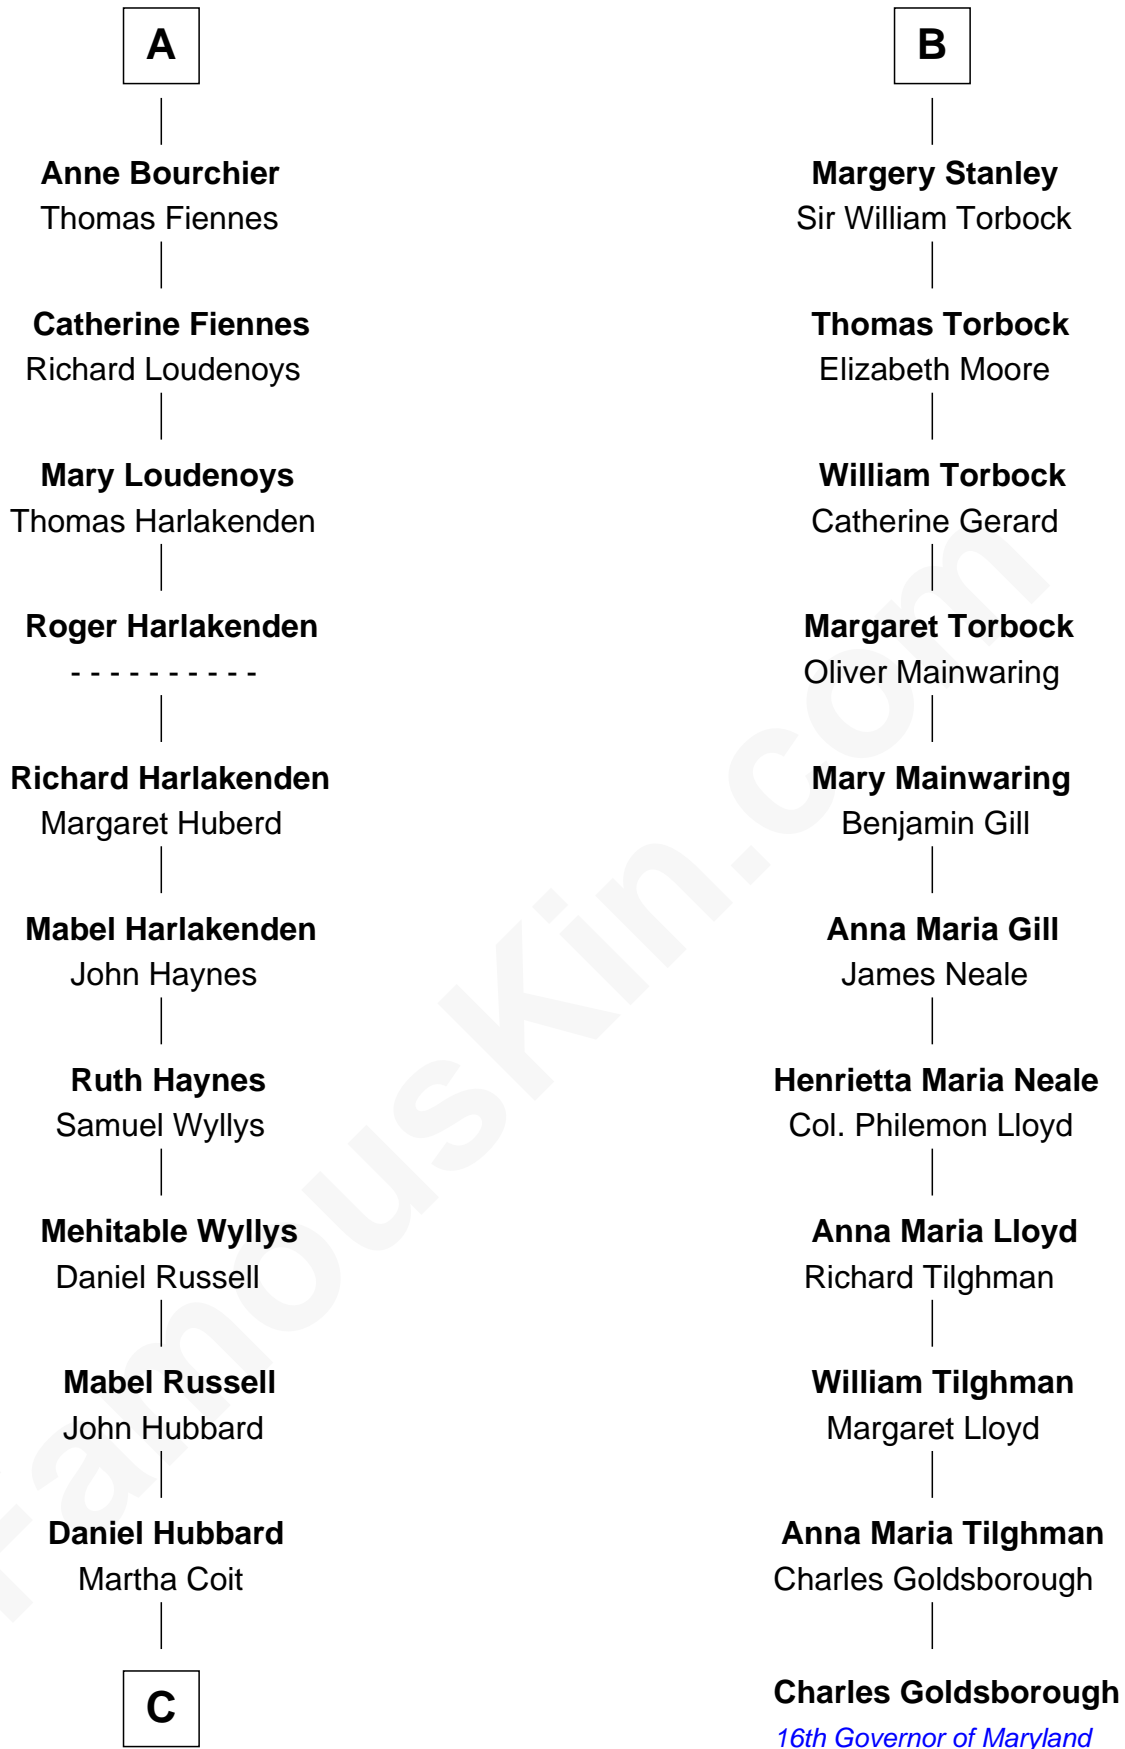 A
Anne Bourchier
Thomas Fiennes
Catherine Fiennes
Richard Loudenoys
Mary Loudenoys
Thomas Harlakenden
Roger Harlakenden
- - - - - - - - - -
Richard Harlakenden
Margaret Huberd
Mabel Harlakenden
John Haynes
Ruth Haynes
Samuel Wyllys
Mehitable Wyllys
Daniel Russell
Mabel Russell
John Hubbard
Daniel Hubbard
Martha Coit
C
B
Margery Stanley
Sir William Torbock
Thomas Torbock
Elizabeth Moore
William Torbock
Catherine Gerard
Margaret Torbock
Oliver Mainwaring
Mary Mainwaring
Benjamin Gill
Anna Maria Gill
James Neale
Henrietta Maria Neale
Col. Philemon Lloyd
Anna Maria Lloyd
Richard Tilghman
William Tilghman
Margaret Lloyd
Anna Maria Tilghman
Charles Goldsborough
Charles Goldsborough
16th Governor of Maryland
FamousKin.com